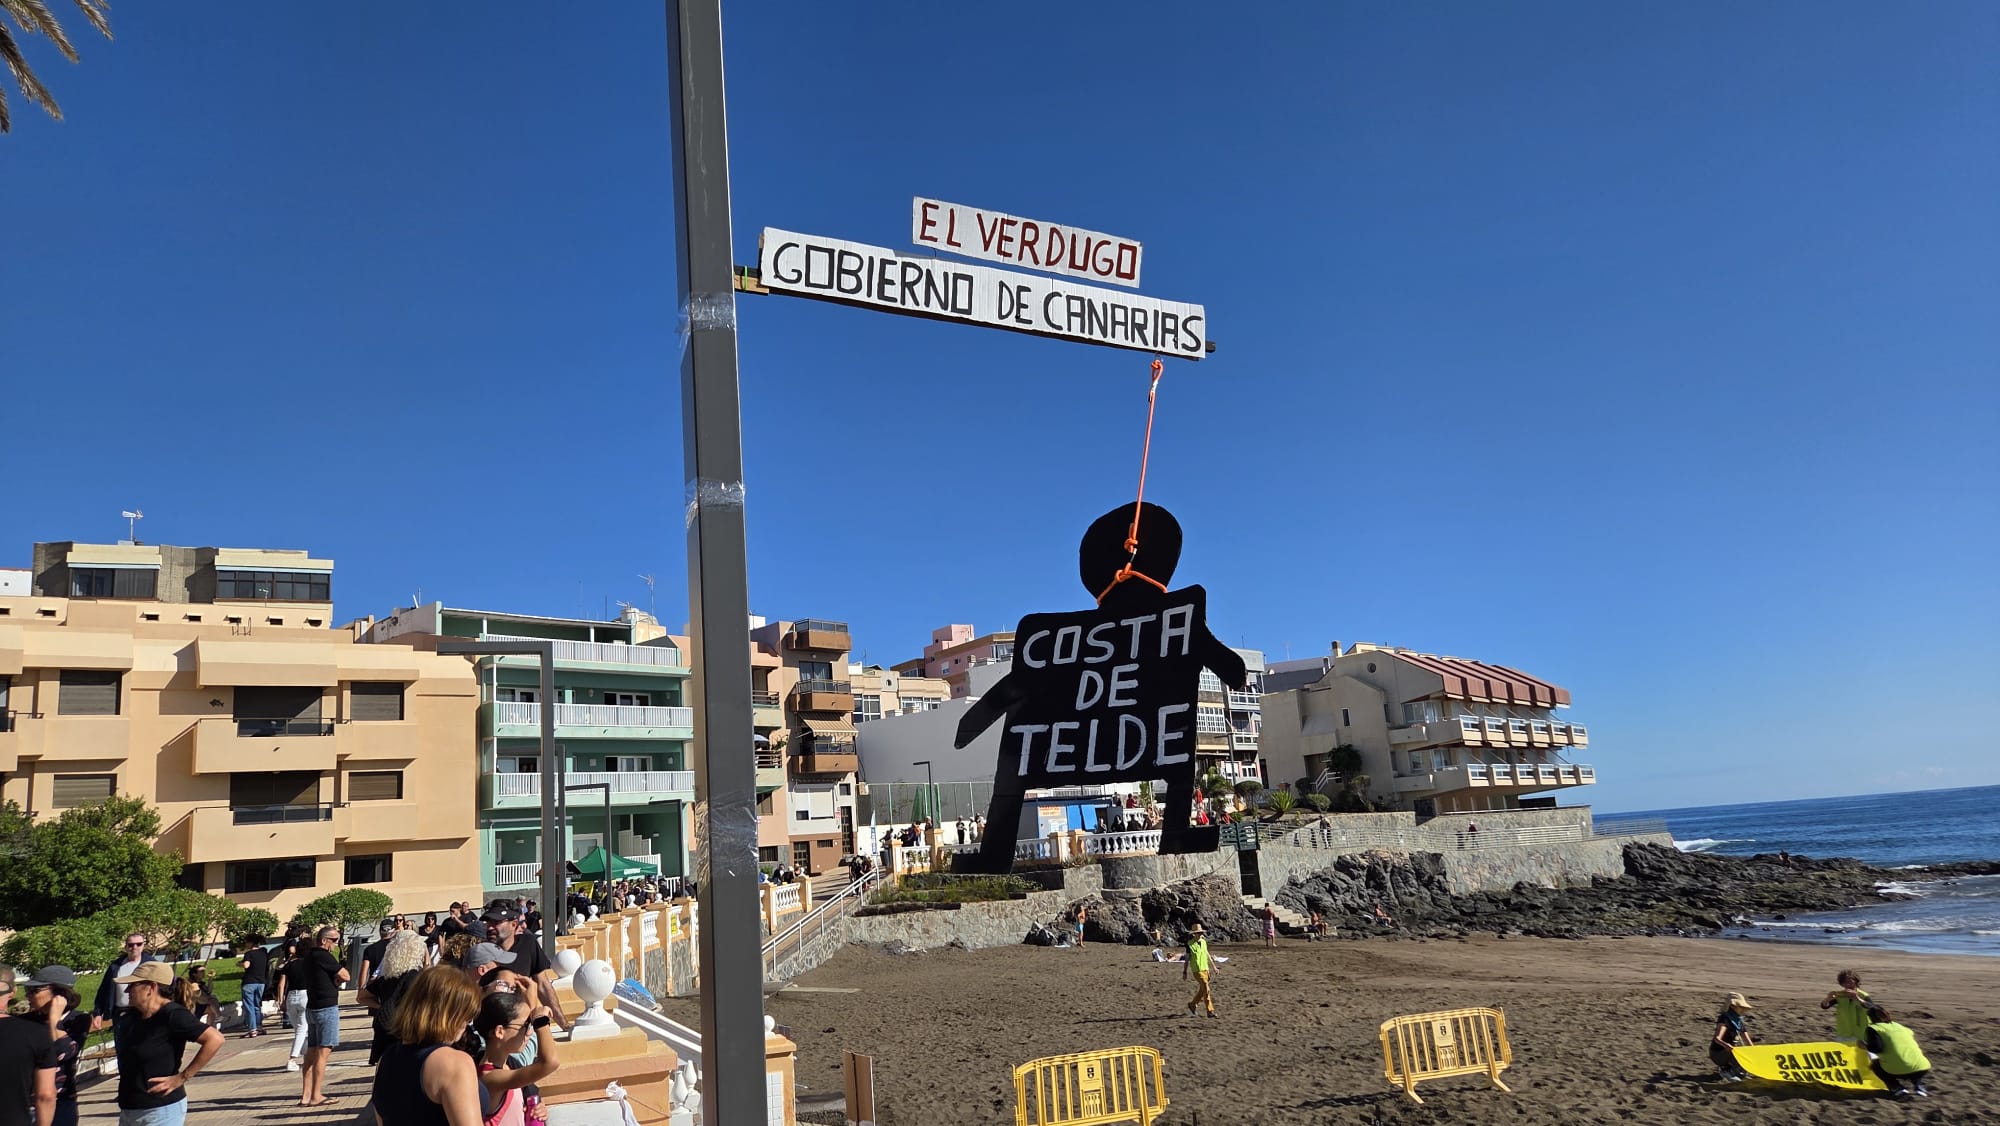 EL VERDUGO
GOBIERNO DE CANARIAS
COSTA
DE
TELDE
JAULAS
MARINAS